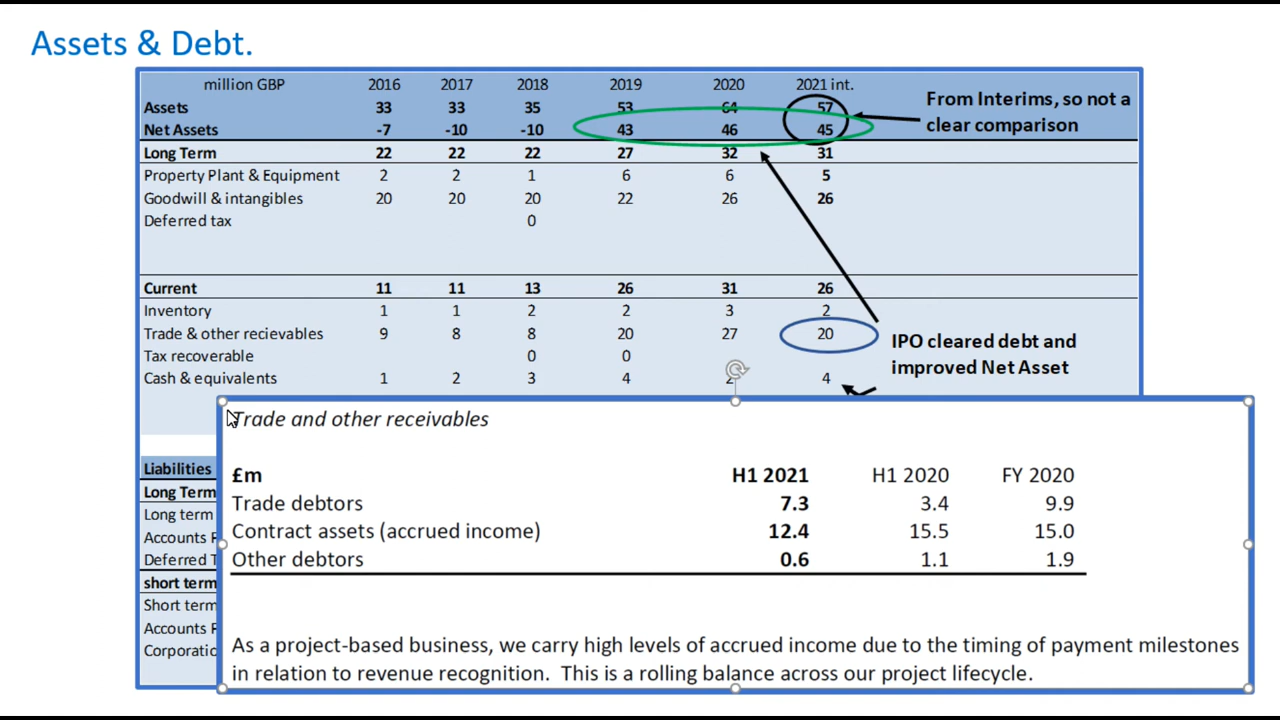 Assets & Debt.
million GBP 2016 2017 2018 2019 2020 2021 int.
Assets 33 33 35 53 64 57
Net Assets -7 -10 -10 43 46 45
From Interims, so not a
clear comparison
Long Term 22 22 22 27 32 31
Property Plant & Equipment 2 2 1 6 6 5
Goodwill & intangibles 20 20 20 22 26 26
Deferred tax 0
Current 11 11 13 26 31 26
Inventory 1 1 2 2 3 2
Trade & other recievables 9 8 8 20 27 20
Tax recoverable 0 0
Cash & equivalents 1 2 3 4 2 4
IPO cleared debt and
improved Net Asset
Liabilities
Long Term
Long term
Accounts
Deferred
short term
Short term
Accounts
Trade and other receivables
£m H1 2021 H1 2020 FY 2020
Trade debtors 7.3 3.4 9.9
Contract assets (accrued income) 12.4 15.5 15.0
Other debtors 0.6 1.1 1.9
As a project-based business, we carry high levels of accrued income due to the timing of payment milestones
in relation to revenue recognition. This is a rolling balance across our project lifecycle.